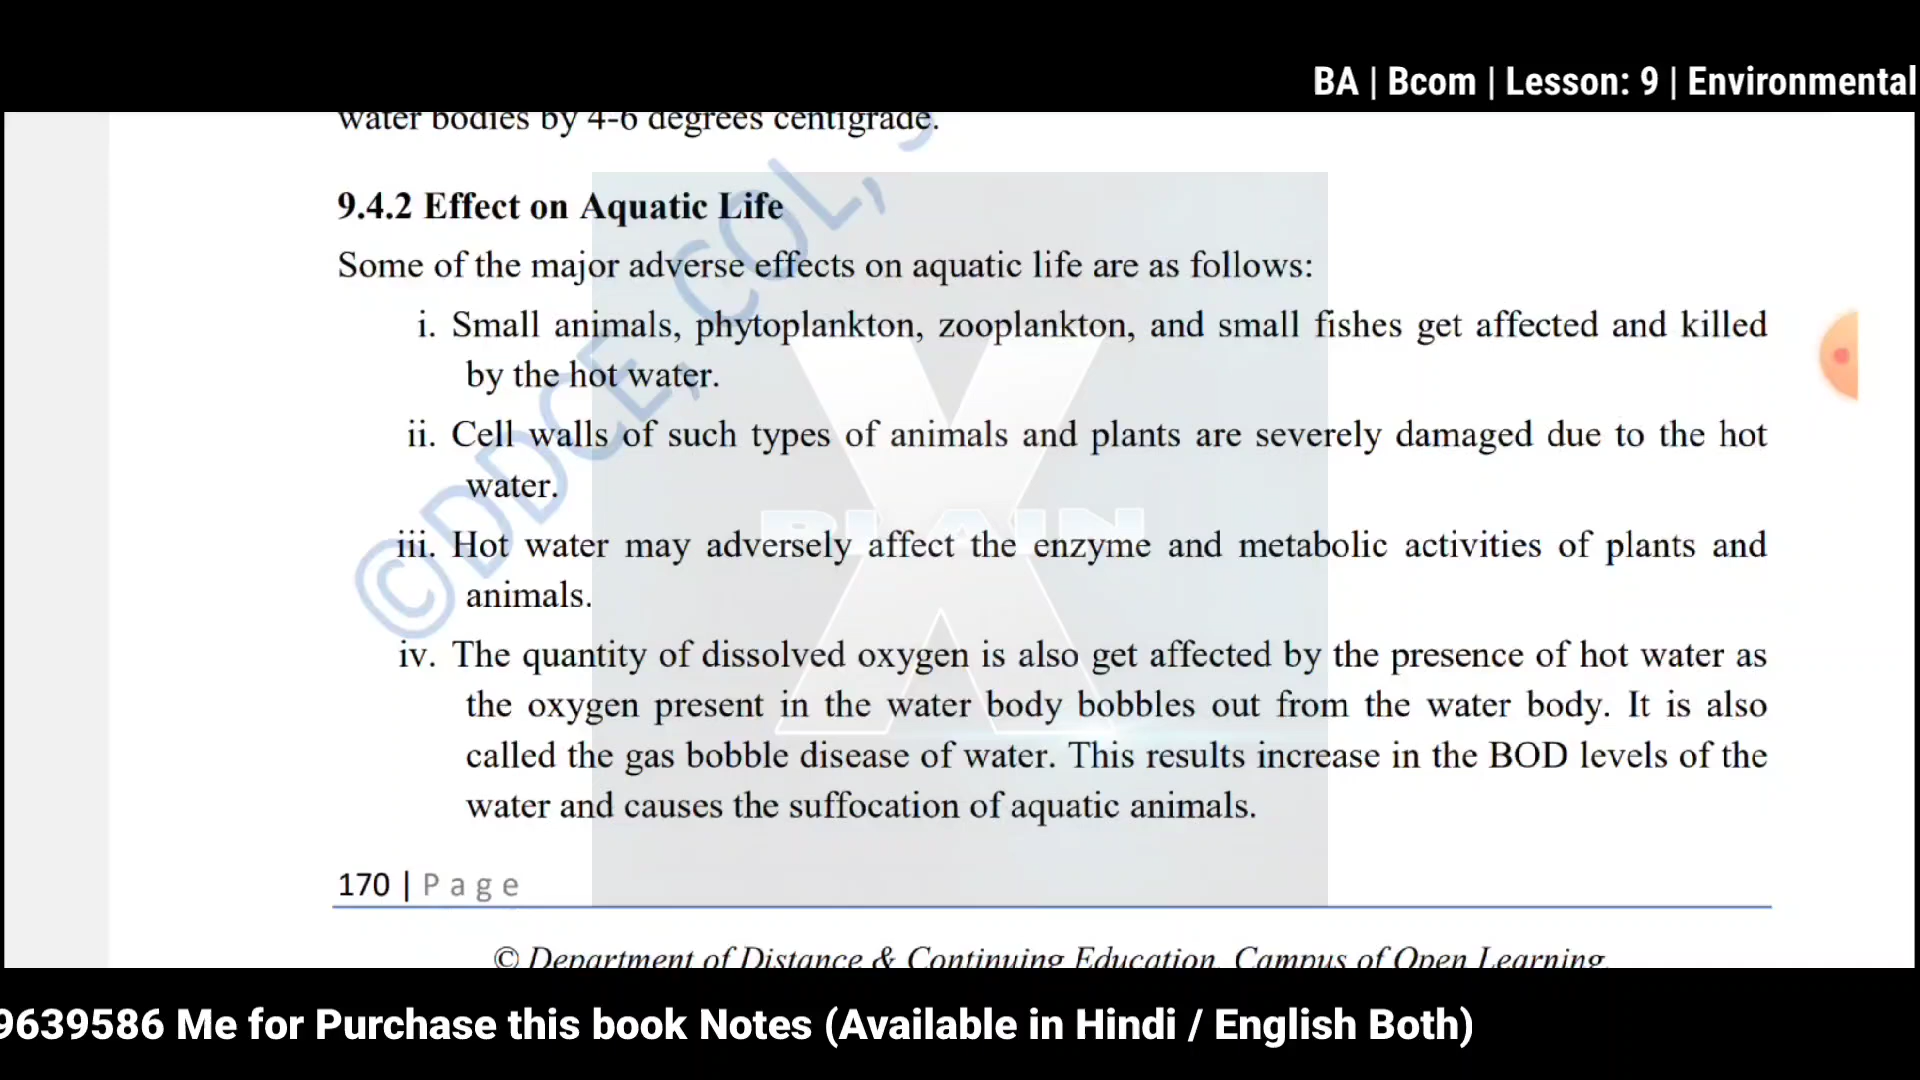 BA | Bcom | Lesson: 9 | Environmental
water bodies by 4-6 degrees centigrade.
9.4.2 Effect on Aquatic Life
Some of the major adverse effects on aquatic life are as follows:
i. Small animals, phytoplankton, zooplankton, and small fishes get affected and killed
by the hot water.
ii. Cell walls of such types of animals and plants are severely damaged due to the hot
water.
iii. Hot water may adversely affect the enzyme and metabolic activities of plants and
animals.
iv. The quantity of dissolved oxygen is also get affected by the presence of hot water as
the oxygen present in the water body bobbles out from the water body. It is also
called the gas bobble disease of water. This results increase in the BOD levels of the
water and causes the suffocation of aquatic animals.
170 | Page
© Department of Distance & Continuing Education, Campus of Open Learning,
9639586 Me for Purchase this book Notes (Available in Hindi / English Both)
©DDCE, COL,
X
PLAIN